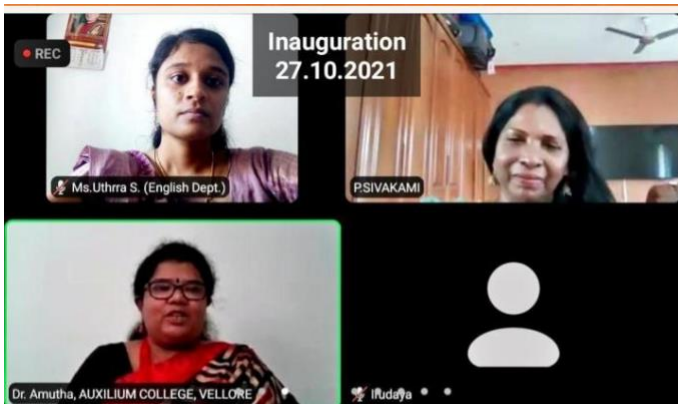 REC
Inauguration
27.10.2021
Ms.Uthrra S. (English Dept.)
P.SIVAKAMI
Dr. Amutha, AUXILIUM COLLEGE, VELLORE
Irudaya